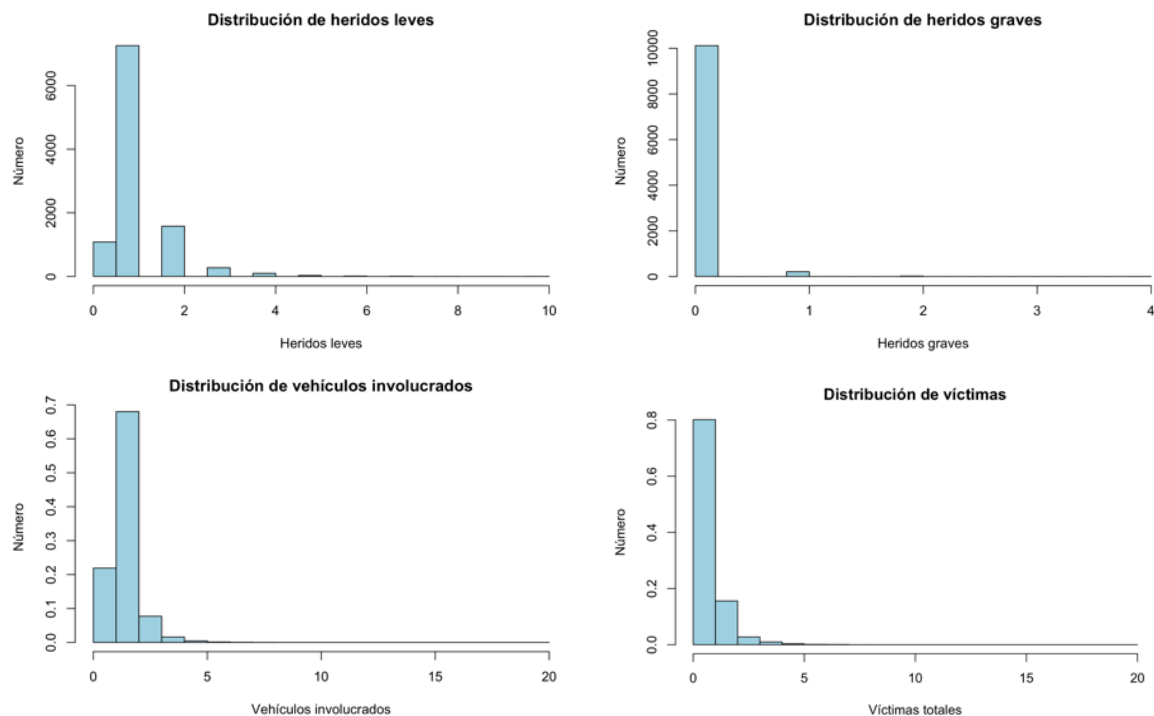 Distribución de heridos leves
Número
0 2000 4000 6000
0 2 4 6 8 10
Heridos leves
Distribución de heridos graves
Número
0 2000 4000 6000 8000 10000
0 1 2 3 4
Heridos graves
Distribución de vehículos involucrados
Número
0.0 0.1 0.2 0.3 0.4 0.5 0.6 0.7
0 5 10 15 20
Vehículos involucrados
Distribución de víctimas
Número
0.0 0.2 0.4 0.6 0.8
0 5 10 15 20
Víctimas totales